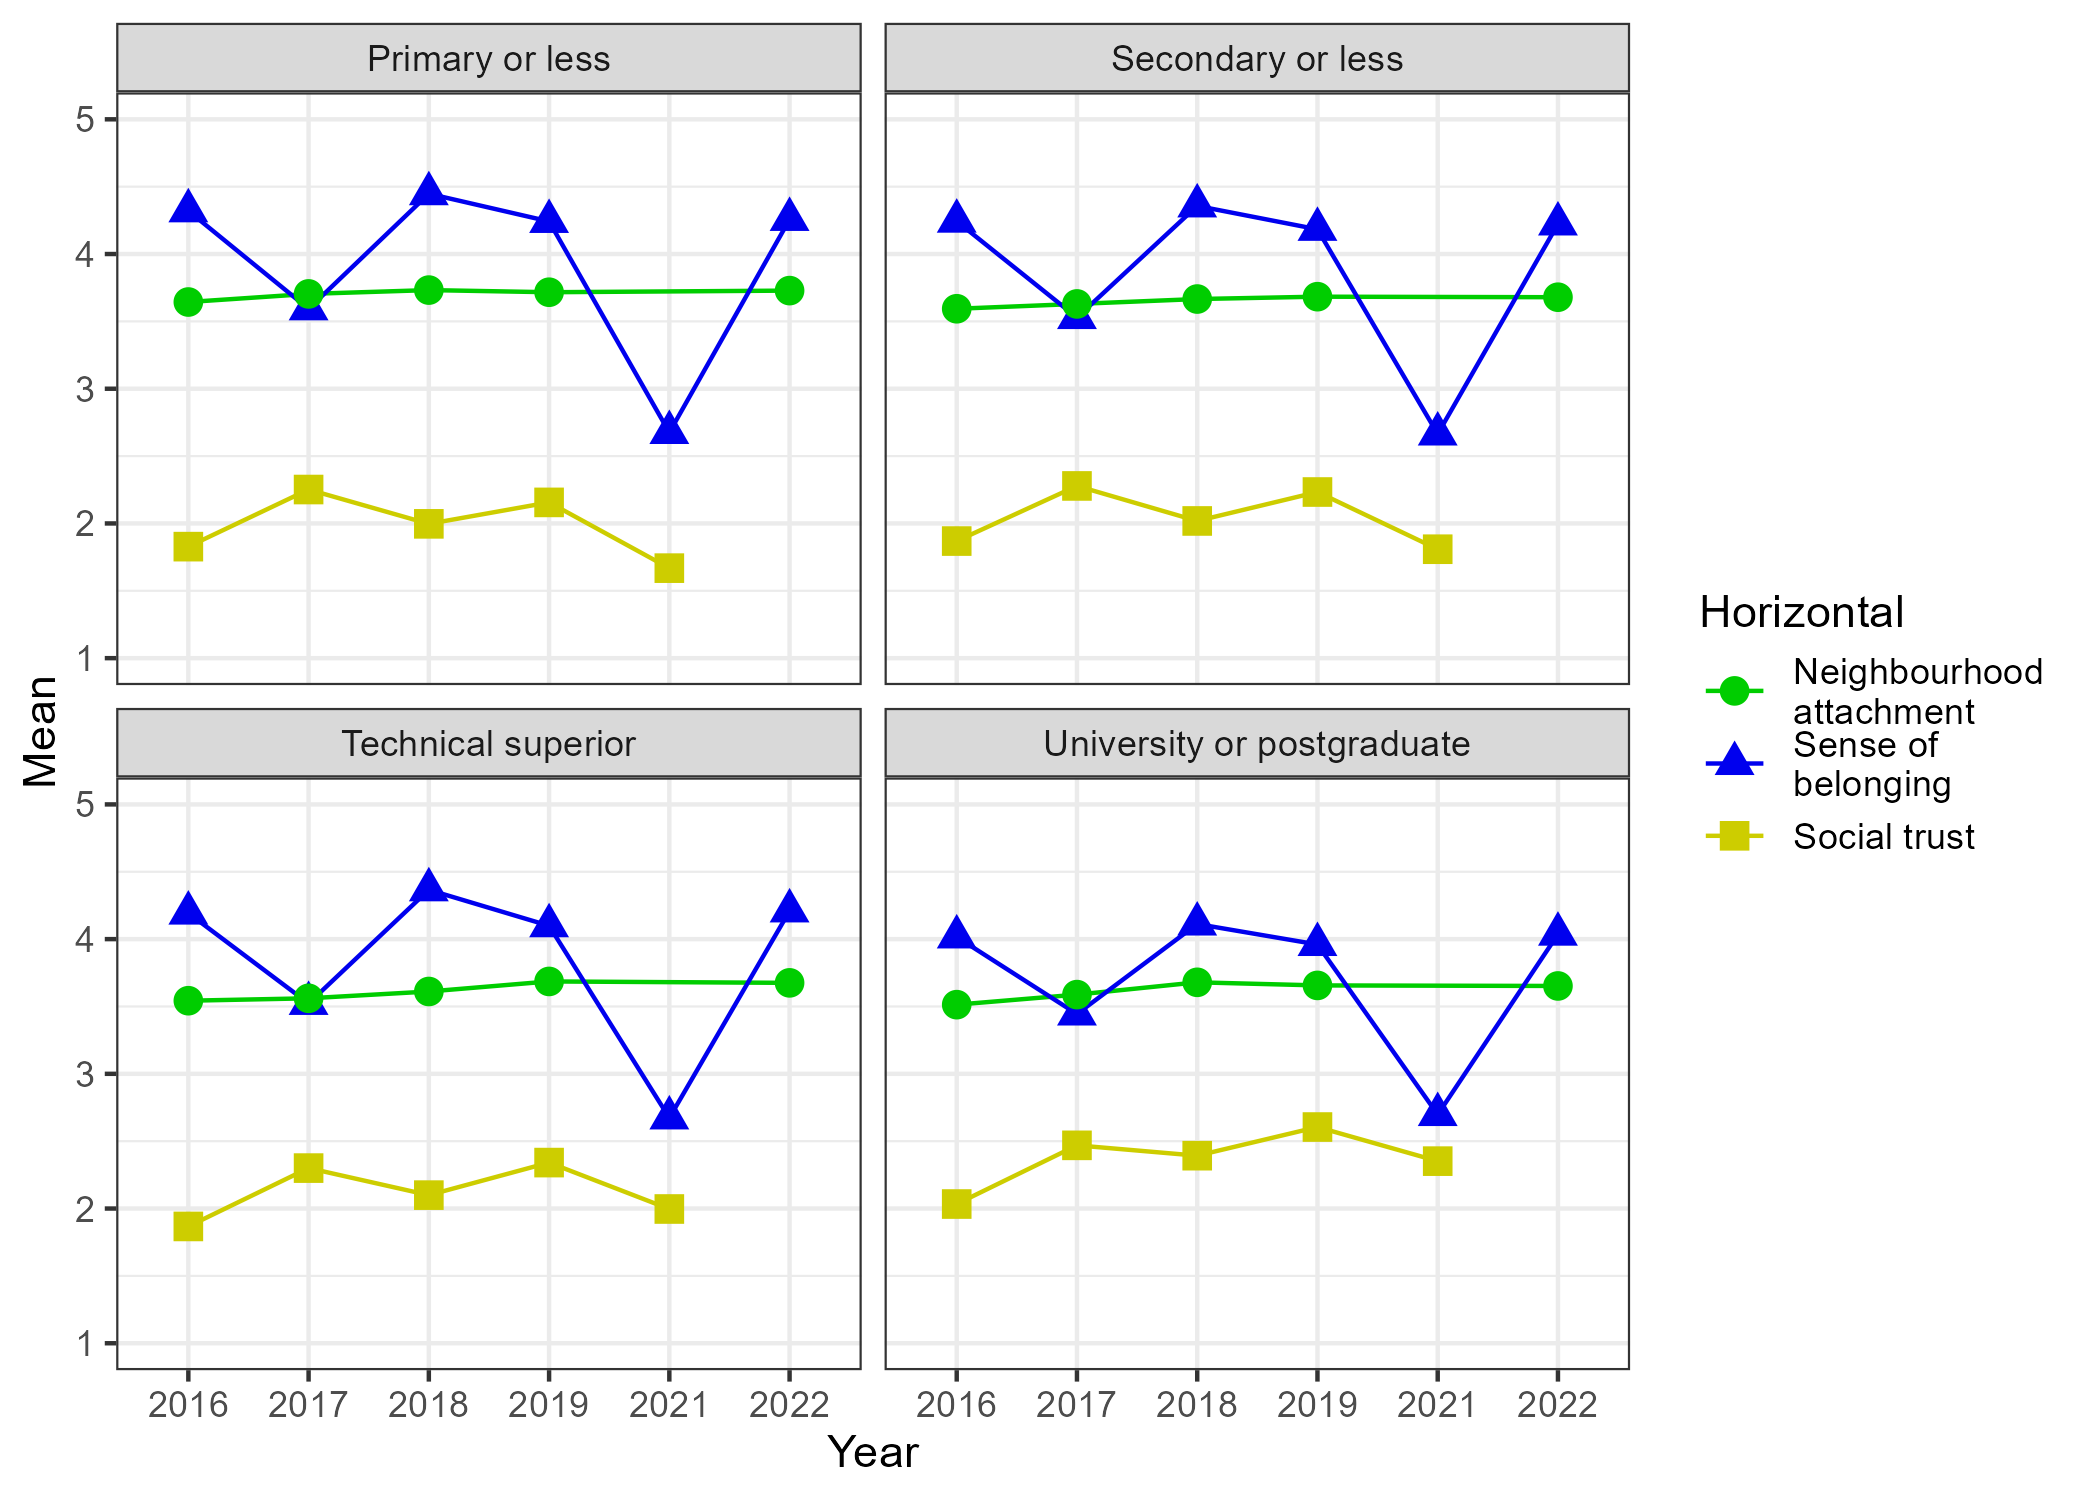 Primary or less
Secondary or less
5
4
3
2
1
Technical superior
University or postgraduate
5
4
3
2
1
2016 2017 2018 2019 2021 2022
2016 2017 2018 2019 2021 2022
Year
Mean
Horizontal
Neighbourhood
attachment
Sense of
belonging
Social trust